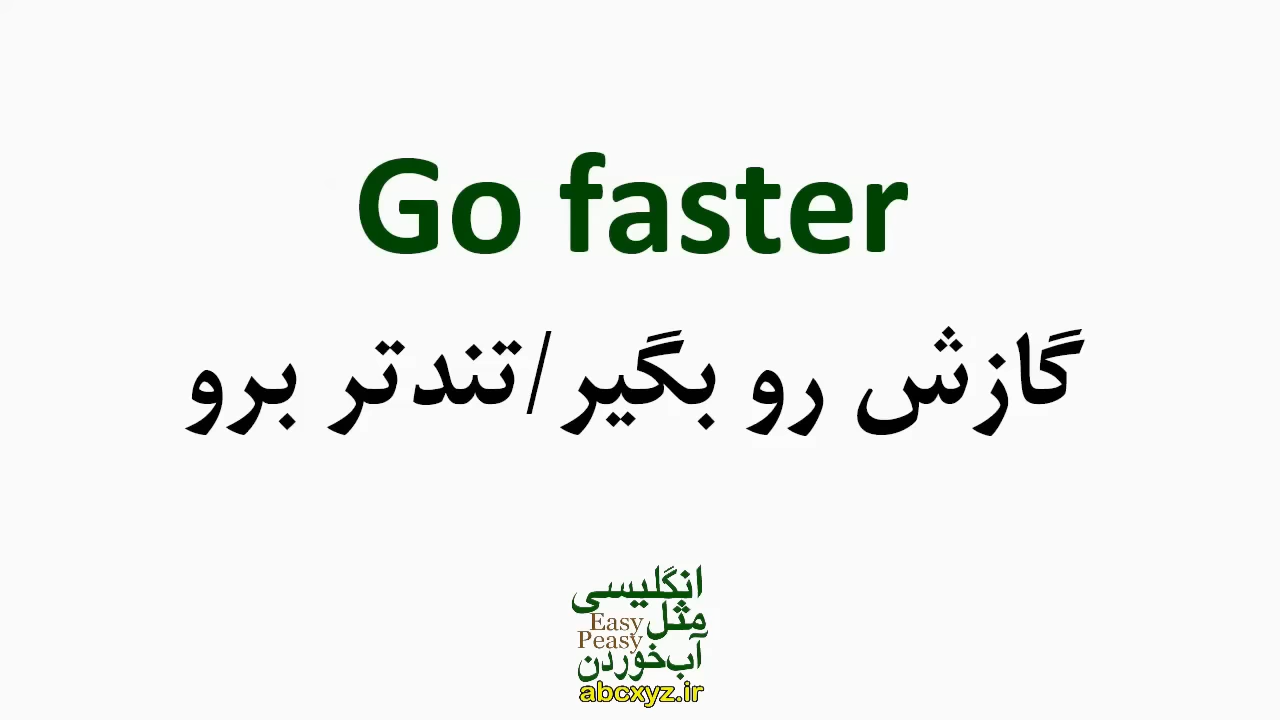 Go faster
گازش رو بگیر/تندتر برو
انگلیسی
مثل Easy
Peasy
آب‌خوردن
abcxyz.ir